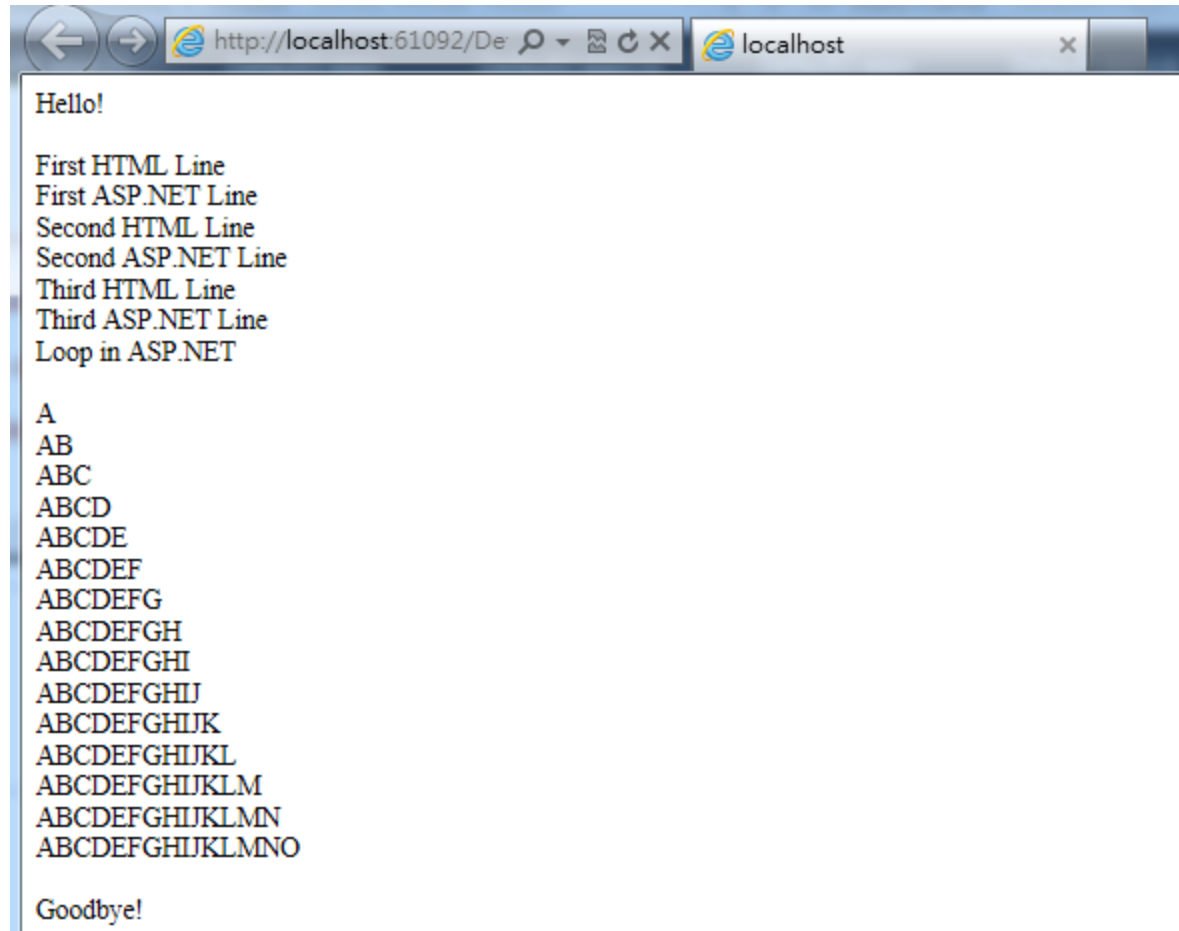 http://localhost:61092/De
localhost
Hello!
First HTML Line
First ASP.NET Line
Second HTML Line
Second ASP.NET Line
Third HTML Line
Third ASP.NET Line
Loop in ASP.NET
A
AB
ABC
ABCD
ABCDE
ABCDEF
ABCDEFG
ABCDEFGH
ABCDEFGHI
ABCDEFGHIJ
ABCDEFGHIJK
ABCDEFGHIJKL
ABCDEFGHIJKLM
ABCDEFGHIJKLMN
ABCDEFGHIJKLMNO
Goodbye!